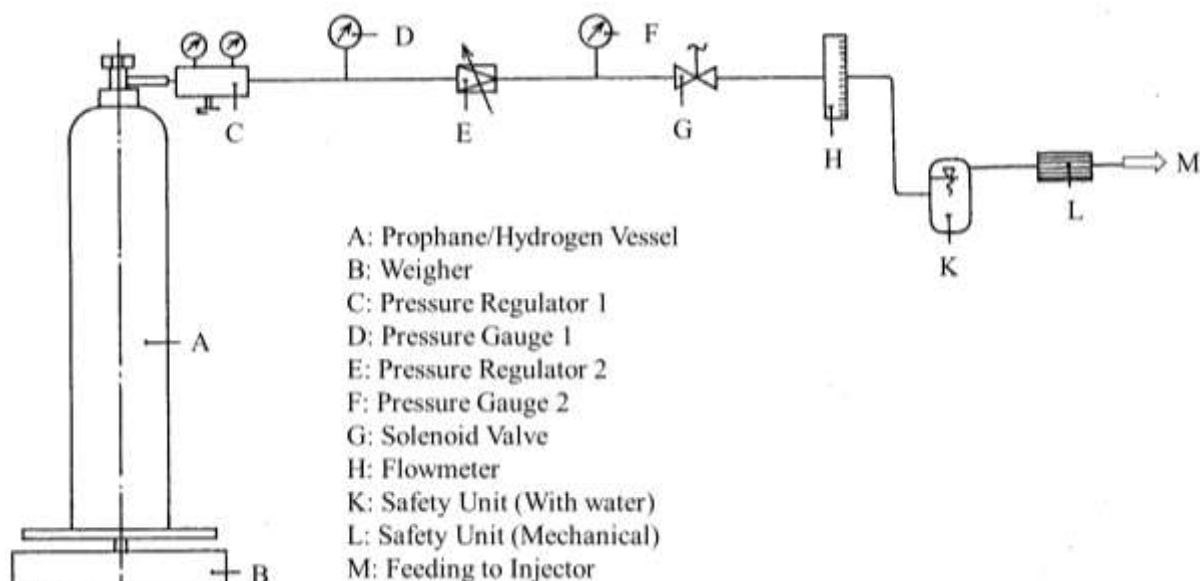 D
F
C
E
G
H
M
L
K
A: Prophane/Hydrogen Vessel
B: Weigher
C: Pressure Regulator 1
A
D: Pressure Gauge 1
E: Pressure Regulator 2
F: Pressure Gauge 2
G: Solenoid Valve
H: Flowmeter
K: Safety Unit (With water)
L: Safety Unit (Mechanical)
M: Feeding to Injector
B